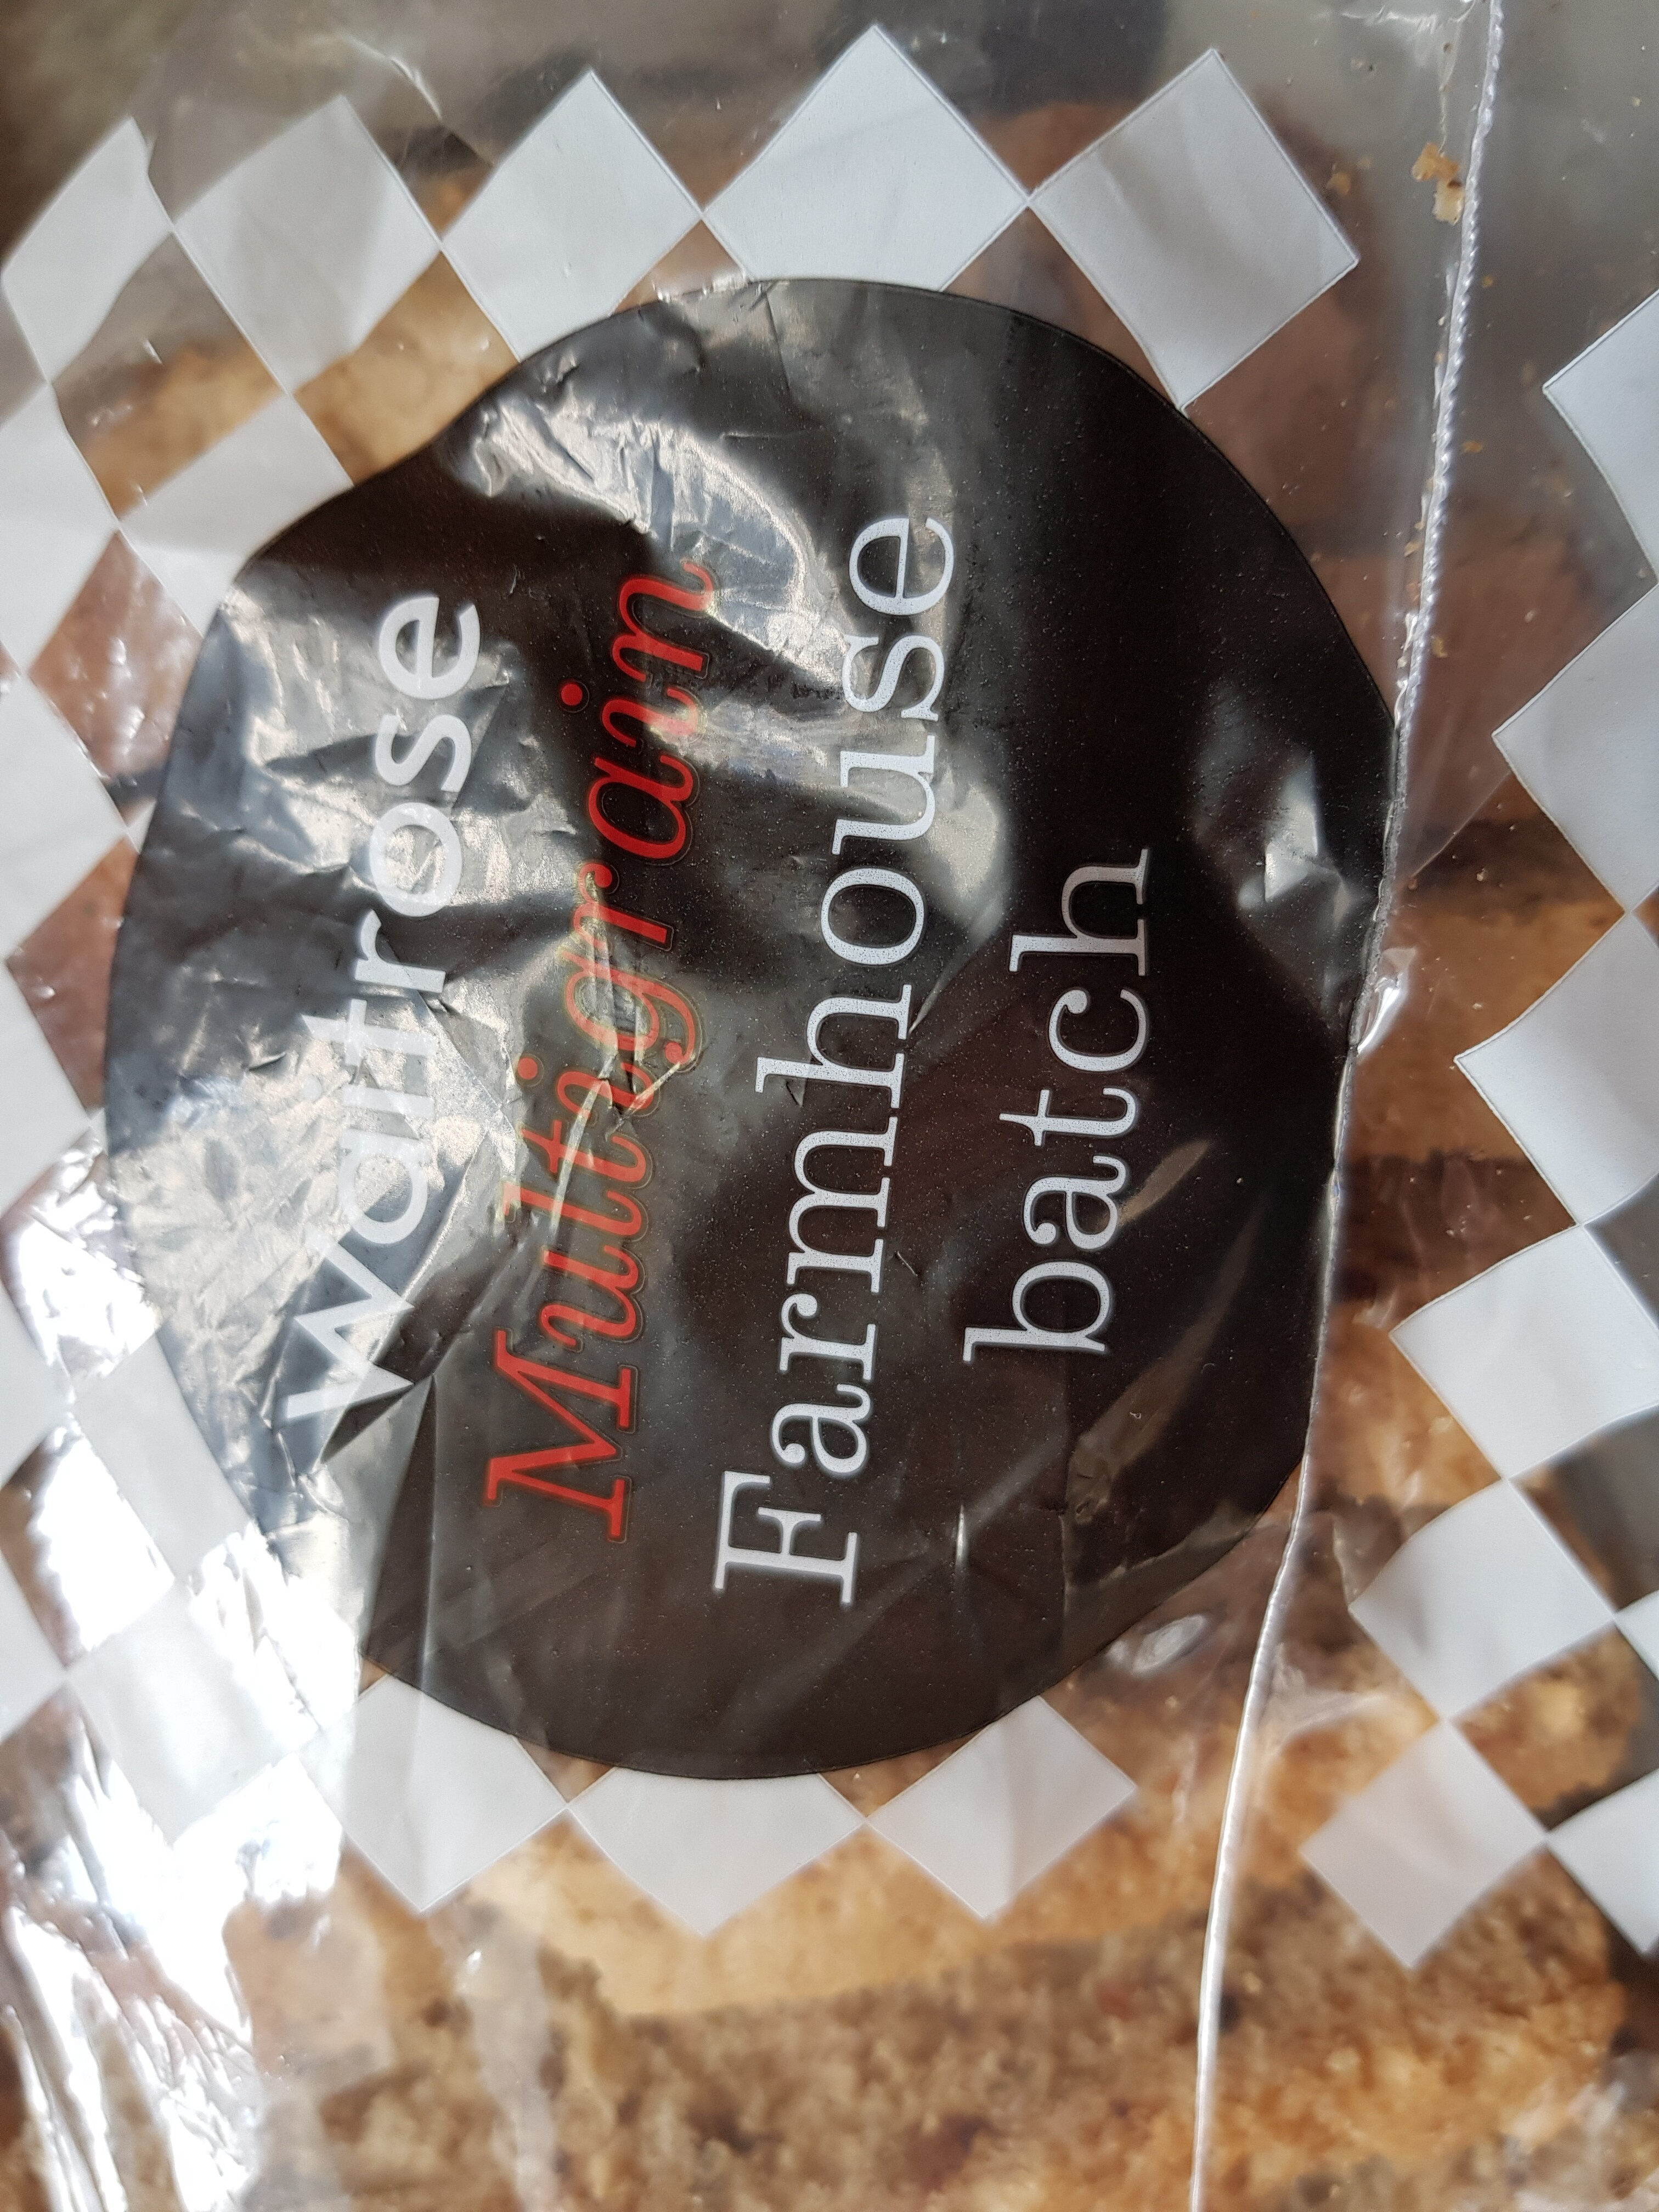 Waitrose
Multigrain
Farmhouse
batch